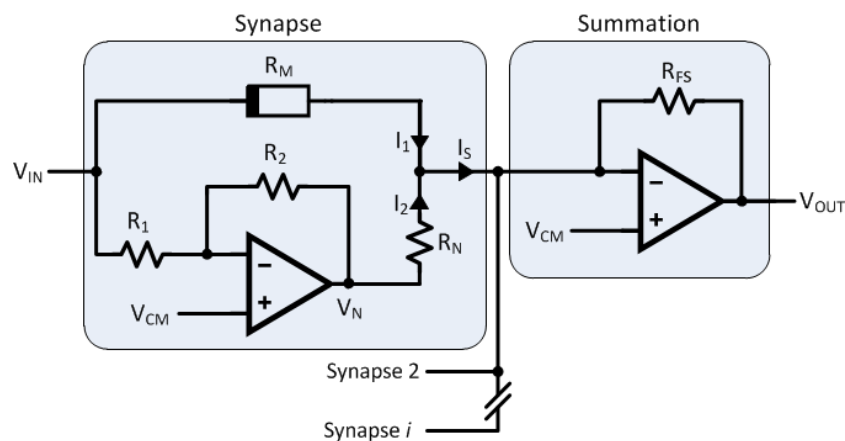 Synapse
Summation
R_M
R_FS
V_IN
R_2
I_1
I_S
I_2
R_1
R_N
V_CM
V_N
V_CM
V_OUT
Synapse 2
Synapse i